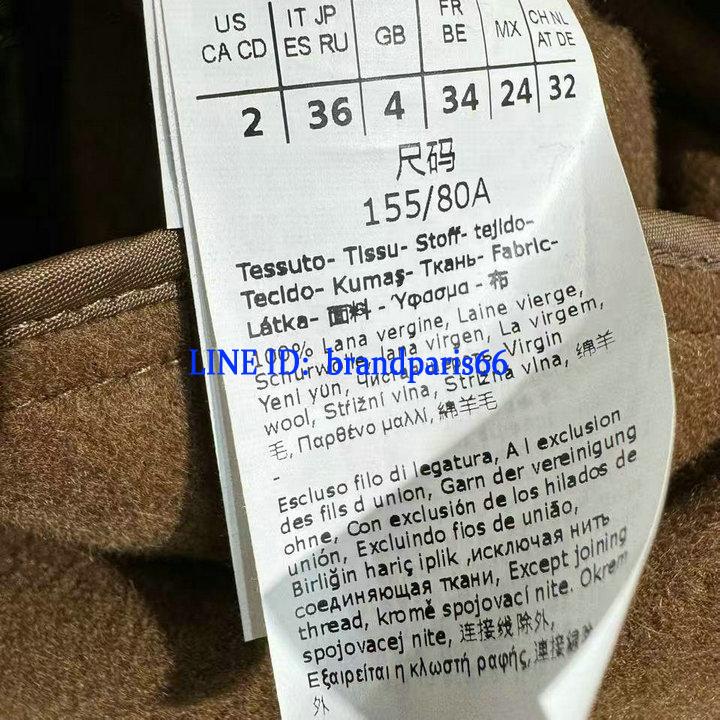 US CA CD | IT JP ES RU | GB | FR BE | MX | CH NL AT DE
2 | 36 | 4 | 34 | 24 | 32
尺码
155/80A
Tessuto- Tissu- Stoff- tejido-
Tecido- Kumaş- Ткань- Fabric-
Látka- 面料 - Ύφασμα - 布
100% Lana vergine, Laine vierge,
Schurwolle, lana virgen, La virgem,
LINE ID: brandparis66
Yeni yün, Virgin
wool, Střižní vlna, Strižná vlna, 绵羊
毛, Παρθένο μαλλί, 綿羊毛
-
Escluso filo di legatura, A l exclusion
des fils d union, Garn der vereinigung
ohne, Con exclusión de los hilados de
unión, Excluindo fios de união,
Birliğin hariç iplik ,исключая нить
соединяющая ткани, Except joining
thread, kromě spojovací nite. Okrem
spojovacej nite, 连接线除外,
Εξαιρείται η κλωστή ραφής, 連接線除
外